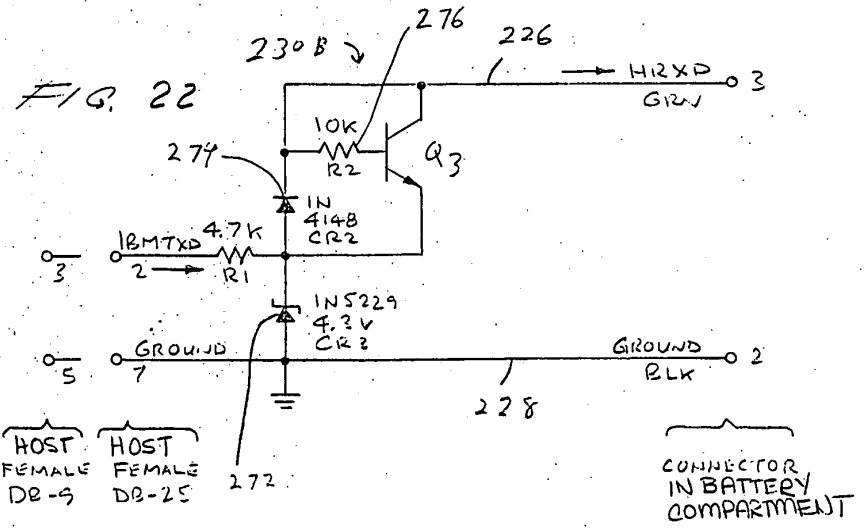 276
230B
226
FIG. 22
HRXD
3
GRN
10K
274
R2
Q3
IN
4148
CR2
4.7K
IBMTXD
3
2
R1
IN5229
4.3V
CR3
GROUND
GROUND
5
7
2
BLK
228
HOST
FEMALE
DB-9
HOST
FEMALE
DB-25
272
CONNECTOR
IN BATTERY
COMPARTMENT